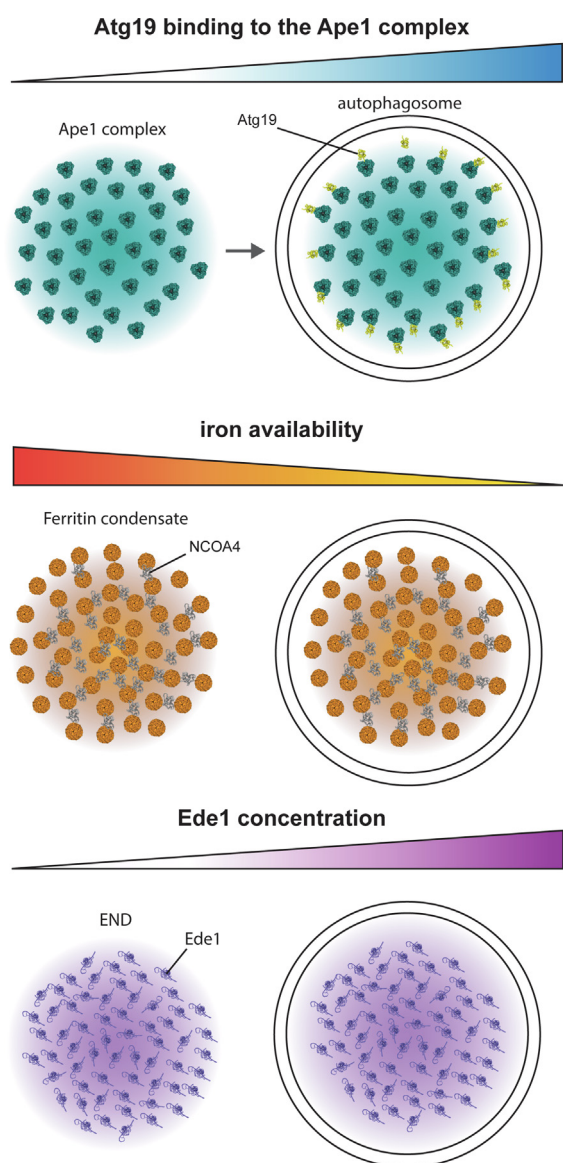 Atg19 binding to the Ape1 complex
autophagosome
Atg19
Ape1 complex
iron availability
Ferritin condensate
NCOA4
Ede1 concentration
END
Ede1